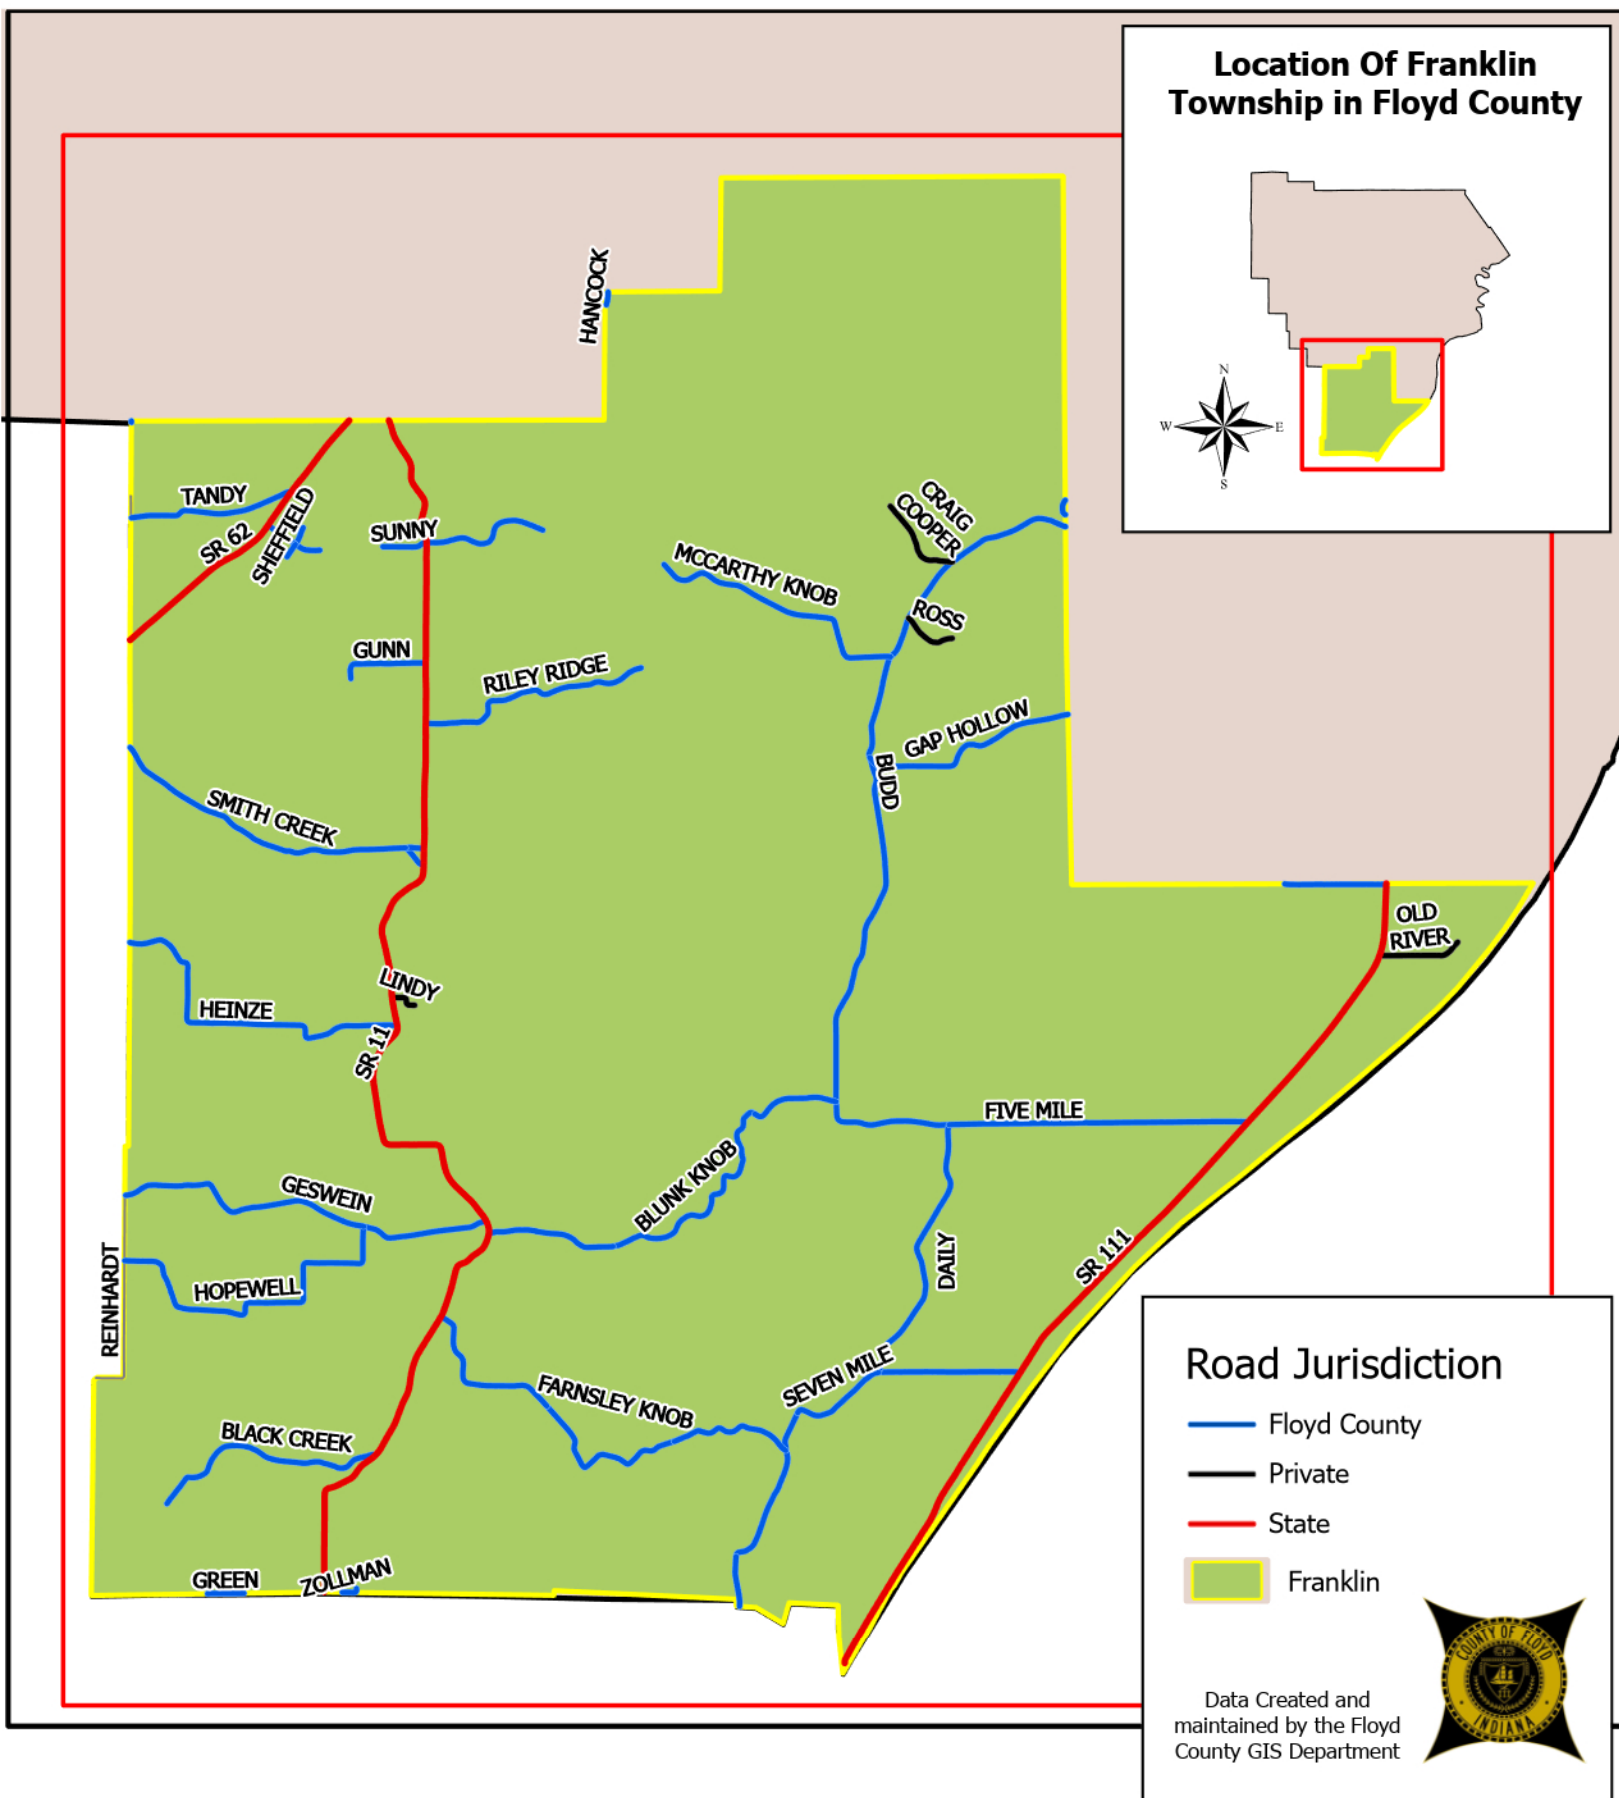 Location Of Franklin
Township in Floyd County
N
W
E
S
HANCOCK
TANDY
SR 62
SHEFFIELD
SUNNY
CRAIG
COOPER
MCCARTHY KNOB
ROSS
GUNN
RILEY RIDGE
GAP HOLLOW
BUDD
SMITH CREEK
OLD
RIVER
LINDY
HEINZE
SR 11
FIVE MILE
BLUNK KNOB
GESWEIN
DAILY
SR 111
REINHARDT
HOPEWELL
SEVEN MILE
FARNSLEY KNOB
BLACK CREEK
GREEN
ZOLLMAN
Road Jurisdiction
Floyd County
Private
State
Franklin
Data Created and
maintained by the Floyd
County GIS Department
COUNTY OF FLOYD
INDIANA